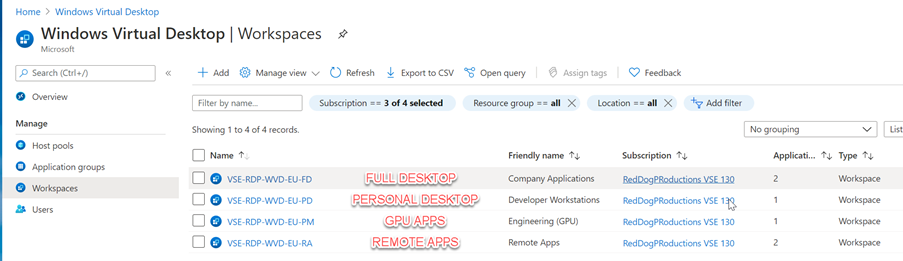 Home > Windows Virtual Desktop
Windows Virtual Desktop | Workspaces
Microsoft
Search (Ctrl+/)
«
Add
Manage view
Refresh
Export to CSV
Open query
Assign tags
Feedback
Overview
Manage
Host pools
Application groups
Workspaces
Users
Filter by name...
Subscription == 3 of 4 selected
Resource group == all
Location == all
Add filter
Showing 1 to 4 of 4 records.
No grouping
List
Name ↑↓ Friendly name ↑↓ Subscription ↑↓ Applicati... ↑↓ Type ↑↓
VSE-RDP-WVD-EU-FD FULL DESKTOP Company Applications RedDogPRoductions VSE 130 2 Workspace
VSE-RDP-WVD-EU-PD PERSONAL DESKTOP Developer Workstations RedDogPRoductions VSE 130 1 Workspace
VSE-RDP-WVD-EU-PM GPU APPS Engineering (GPU) RedDogPRoductions VSE 130 1 Workspace
VSE-RDP-WVD-EU-RA REMOTE APPS Remote Apps RedDogPRoductions VSE 130 2 Workspace